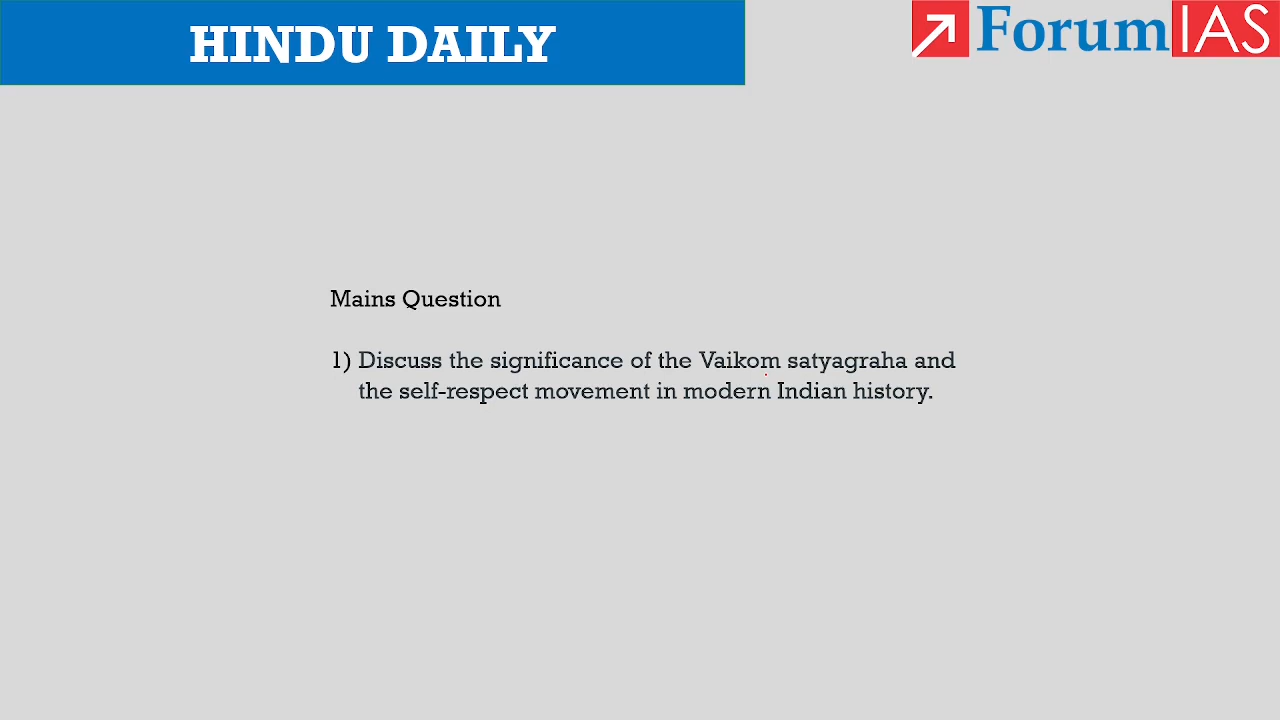 HINDU DAILY
ForumIAS
Mains Question
1) Discuss the significance of the Vaikom satyagraha and
the self-respect movement in modern Indian history.